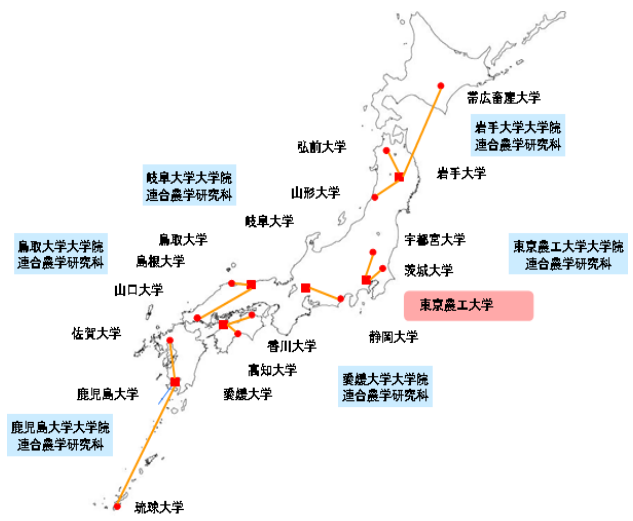 帯広畜産大学
岩手大学大学院
連合農学研究科
弘前大学
岩手大学
岐阜大学大学院
連合農学研究科
山形大学
岐阜大学
鳥取大学
宇都宮大学
鳥取大学大学院
連合農学研究科
島根大学
茨城大学
東京農工大学大学院
連合農学研究科
山口大学
東京農工大学
佐賀大学
静岡大学
香川大学
高知大学
愛媛大学大学院
連合農学研究科
鹿児島大学
愛媛大学
鹿児島大学大学院
連合農学研究科
琉球大学